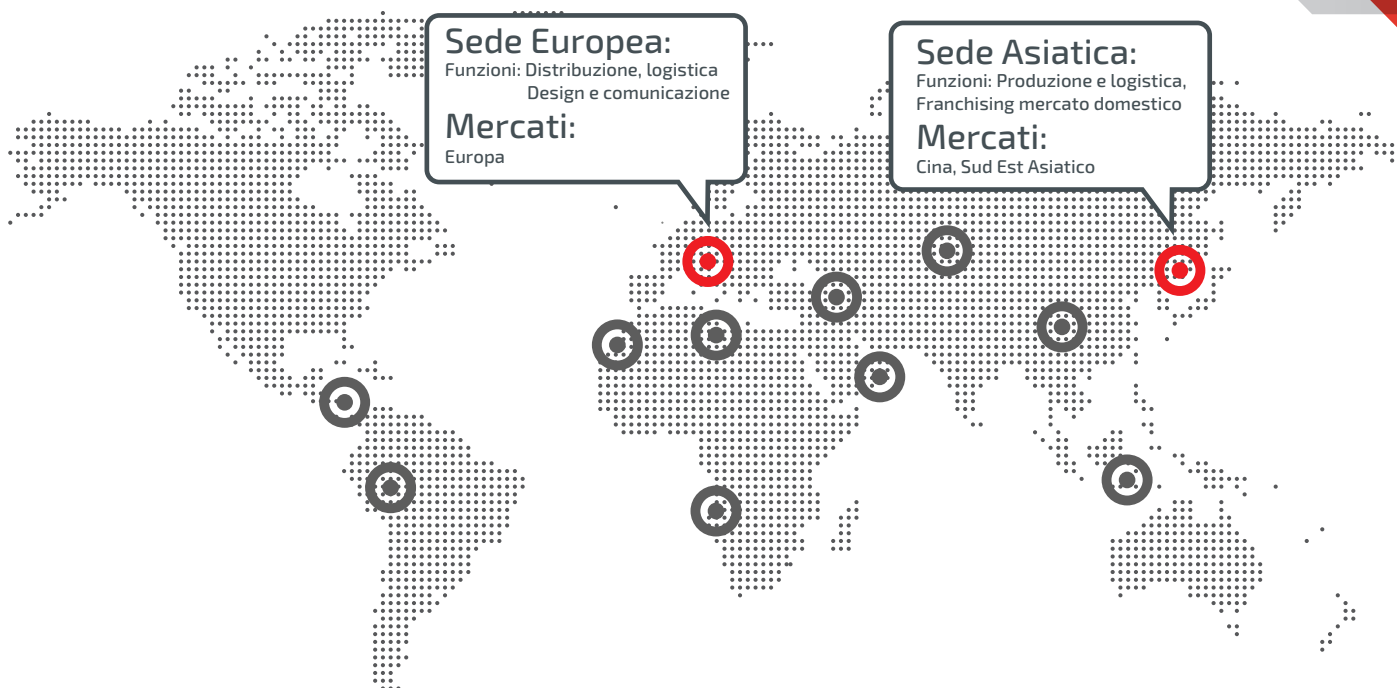 Sede Europea:
Funzioni: Distribuzione, logistica
Design e comunicazione
Mercati:
Europa
Sede Asiatica:
Funzioni: Produzione e logistica,
Franchising mercato domestico
Mercati:
Cina, Sud Est Asiatico